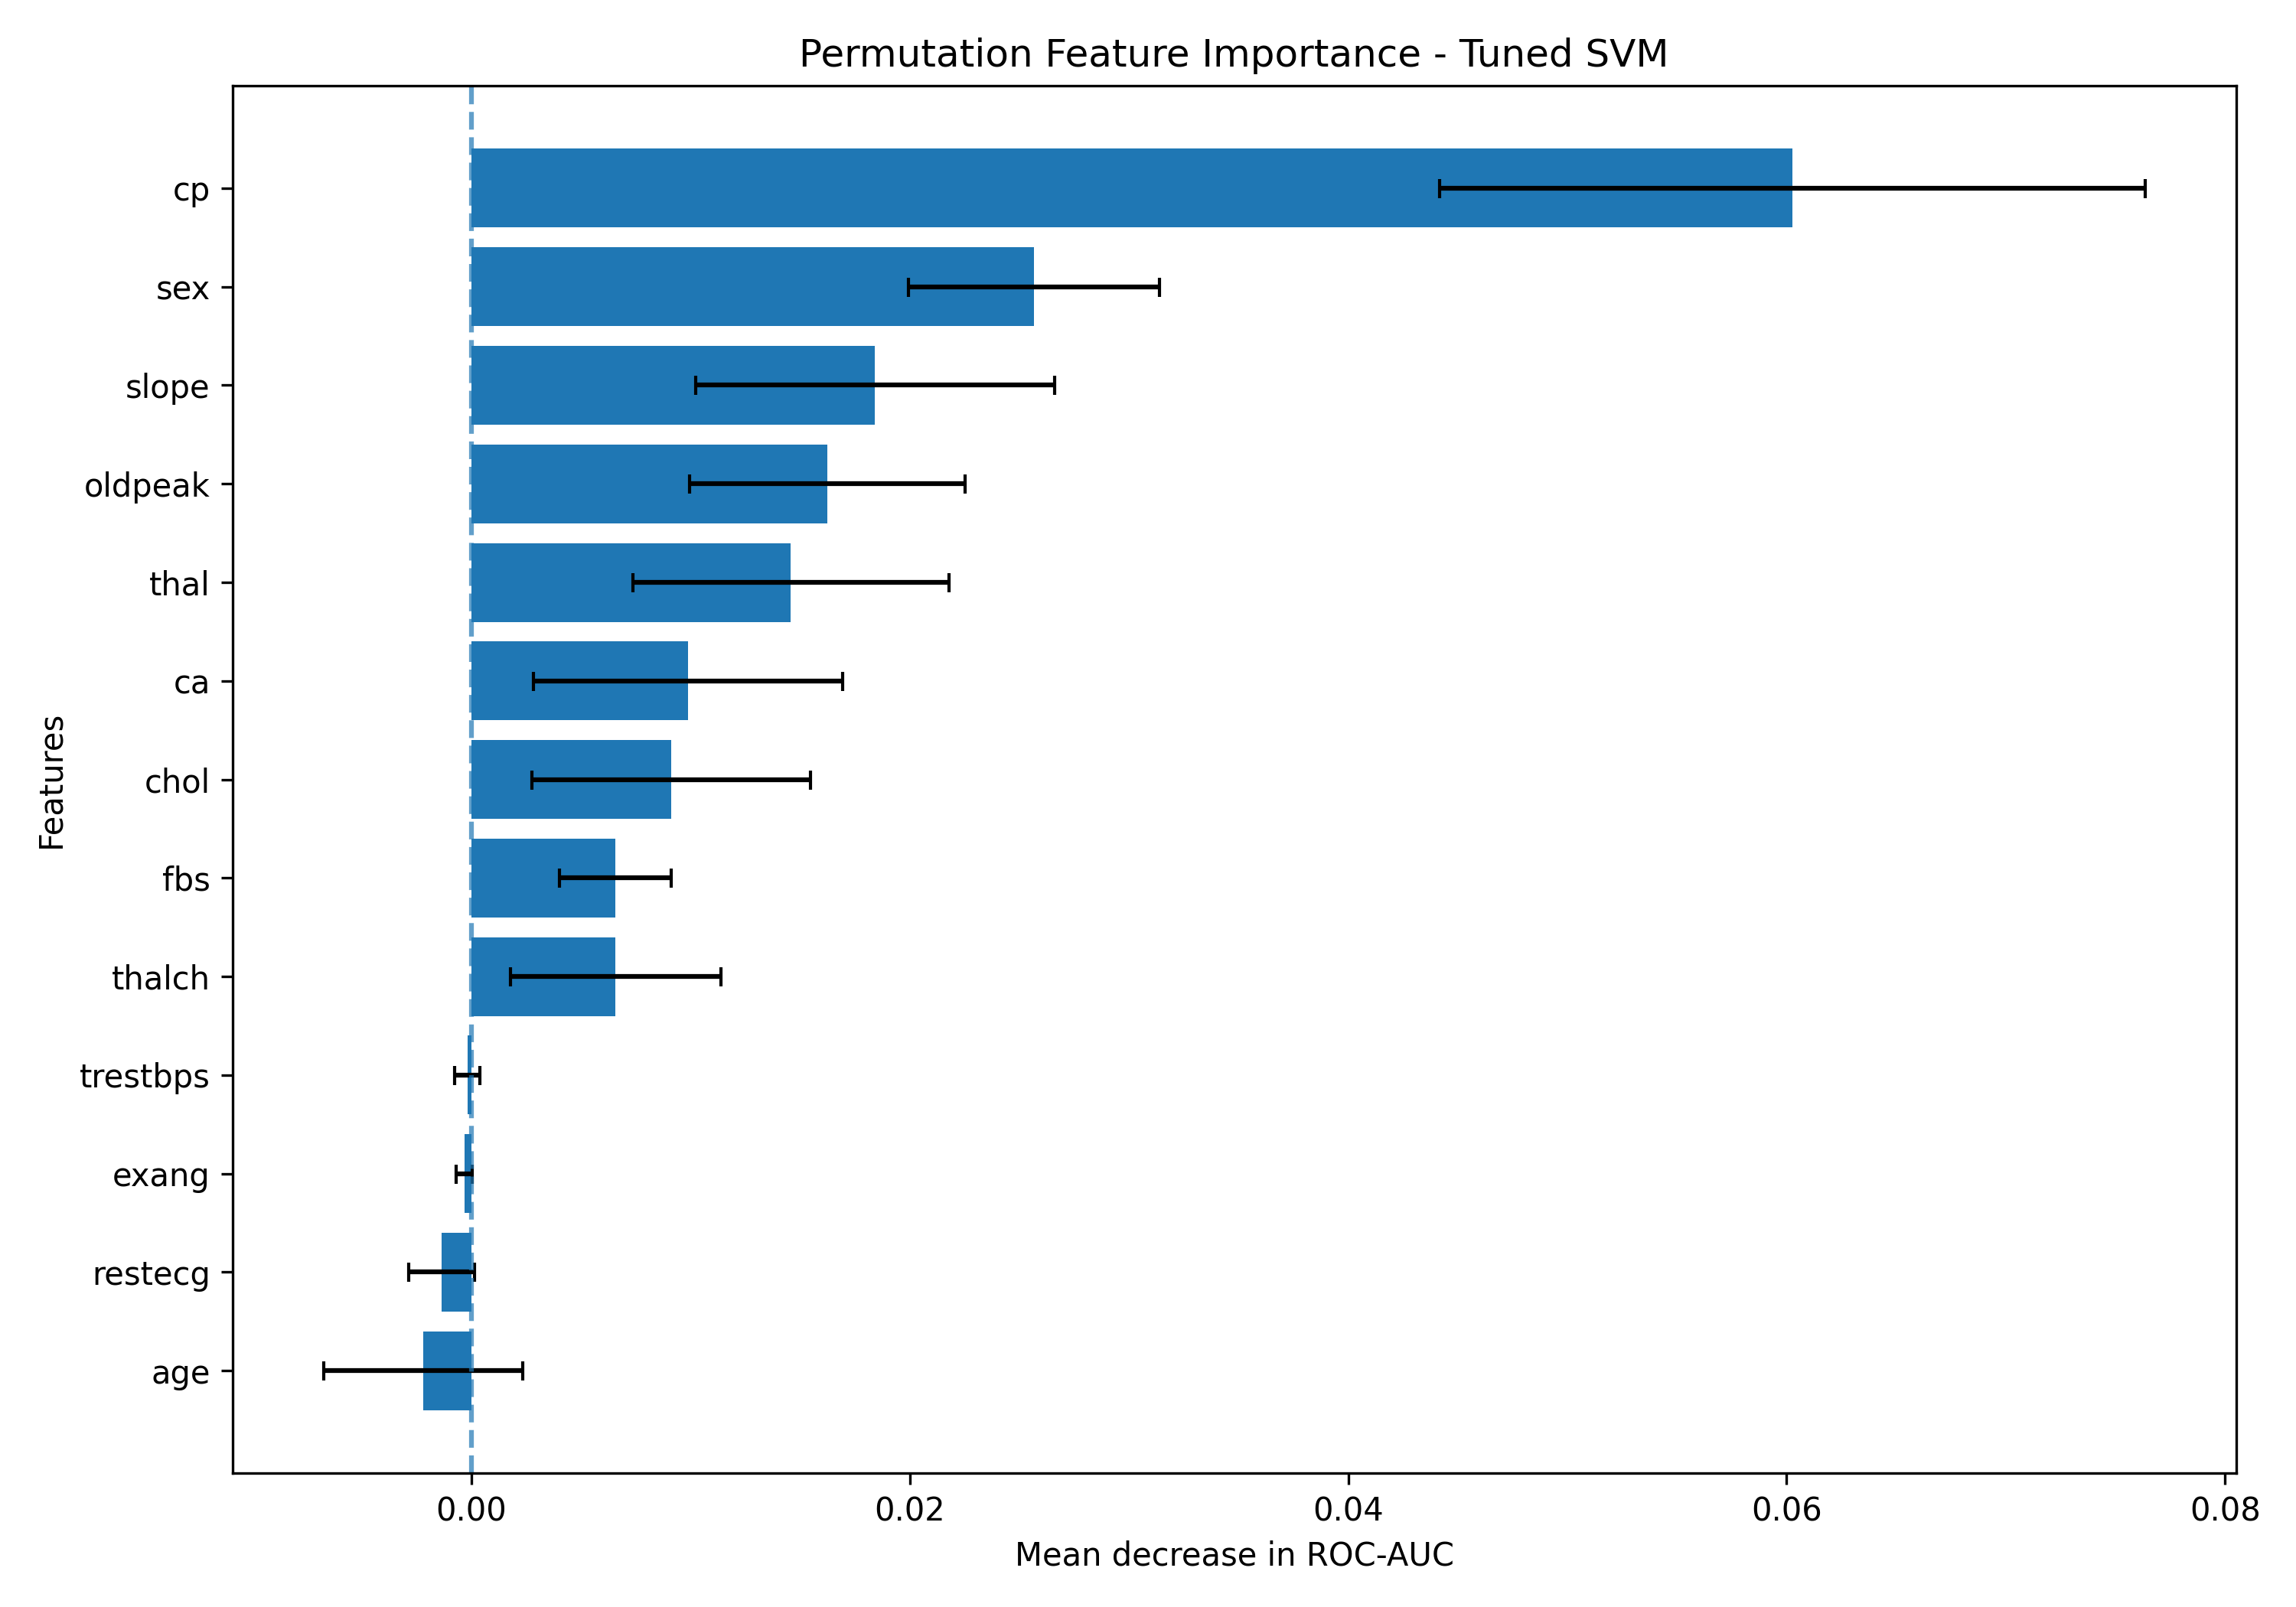 Permutation Feature Importance - Tuned SVM
cp
sex
slope
oldpeak
thal
ca
chol
fbs
thalch
trestbps
exang
restecg
age
Features
0.00
0.02
0.04
0.06
0.08
Mean decrease in ROC-AUC